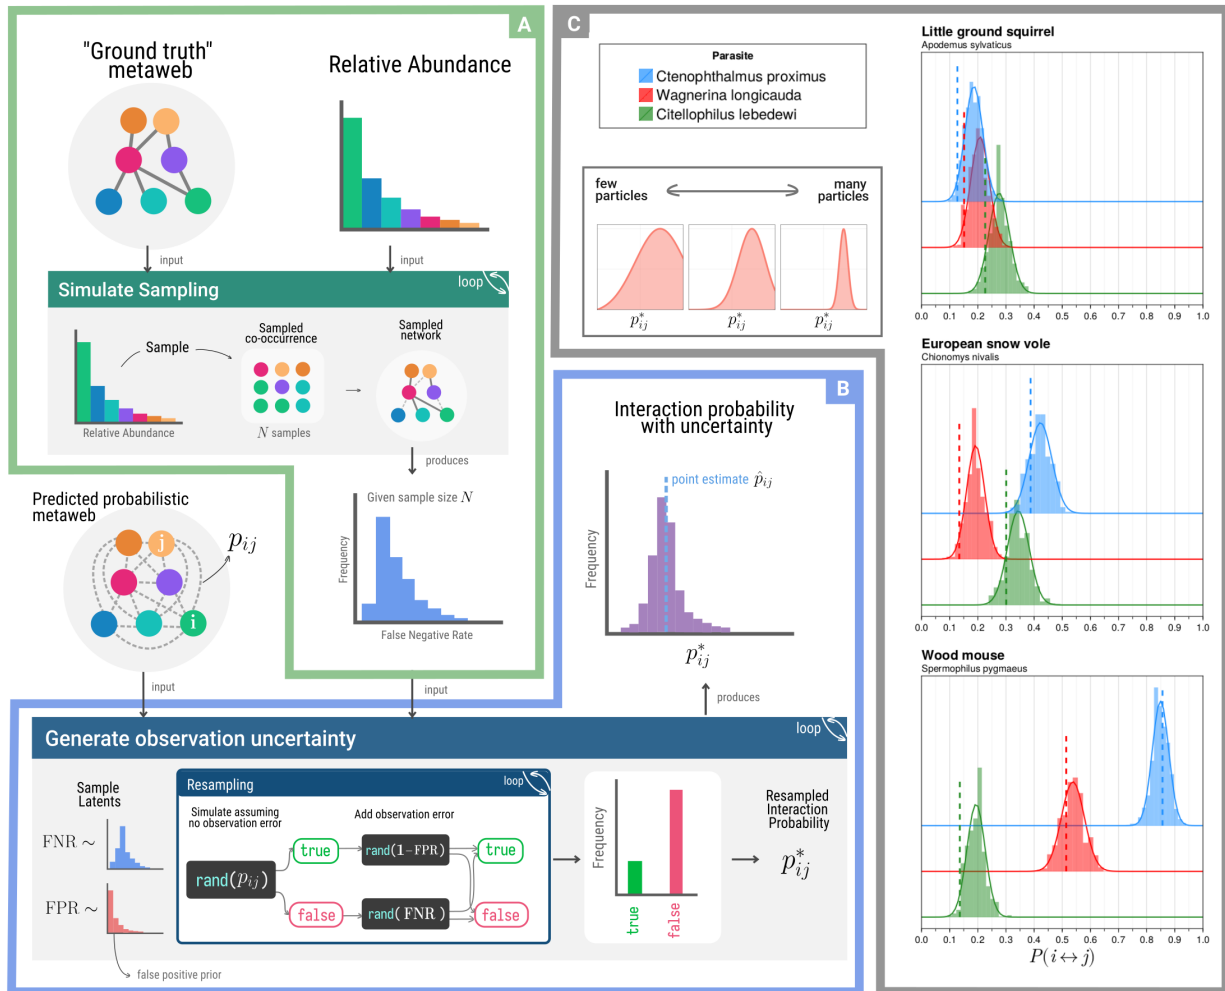 A
"Ground truth"
metaweb
Relative Abundance
input
input
Simulate Sampling
loop
Sample
Relative Abundance
Sampled
co-occurrence
N samples
Sampled
network
produces
Given sample size N
Frequency
False Negative Rate
Predicted probabilistic
metaweb
p_ij
j
i
input
input
B
Interaction probability
with uncertainty
point estimate p̂_ij
Frequency
p*_ij
produces
Generate observation uncertainty
loop
Sample
Latents
FNR ~
FPR ~
false positive prior
Resampling
loop
Simulate assuming
no observation error
Add observation error
rand(p_ij)
true
false
rand(1-FPR)
rand(FNR)
true
false
Frequency
true
false
Resampled
Interaction
Probability
p*_ij
C
Parasite
Ctenophthalmus proximus
Wagnerina longicauda
Citellophilus lebedewi
few
particles
many
particles
p*_ij
p*_ij
p*_ij
Little ground squirrel
Apodemus sylvaticus
0.0 0.1 0.2 0.3 0.4 0.5 0.6 0.7 0.8 0.9 1.0
European snow vole
Chionomys nivalis
0.0 0.1 0.2 0.3 0.4 0.5 0.6 0.7 0.8 0.9 1.0
Wood mouse
Spermophilus pygmaeus
0.0 0.1 0.2 0.3 0.4 0.5 0.6 0.7 0.8 0.9 1.0
P(i↔j)